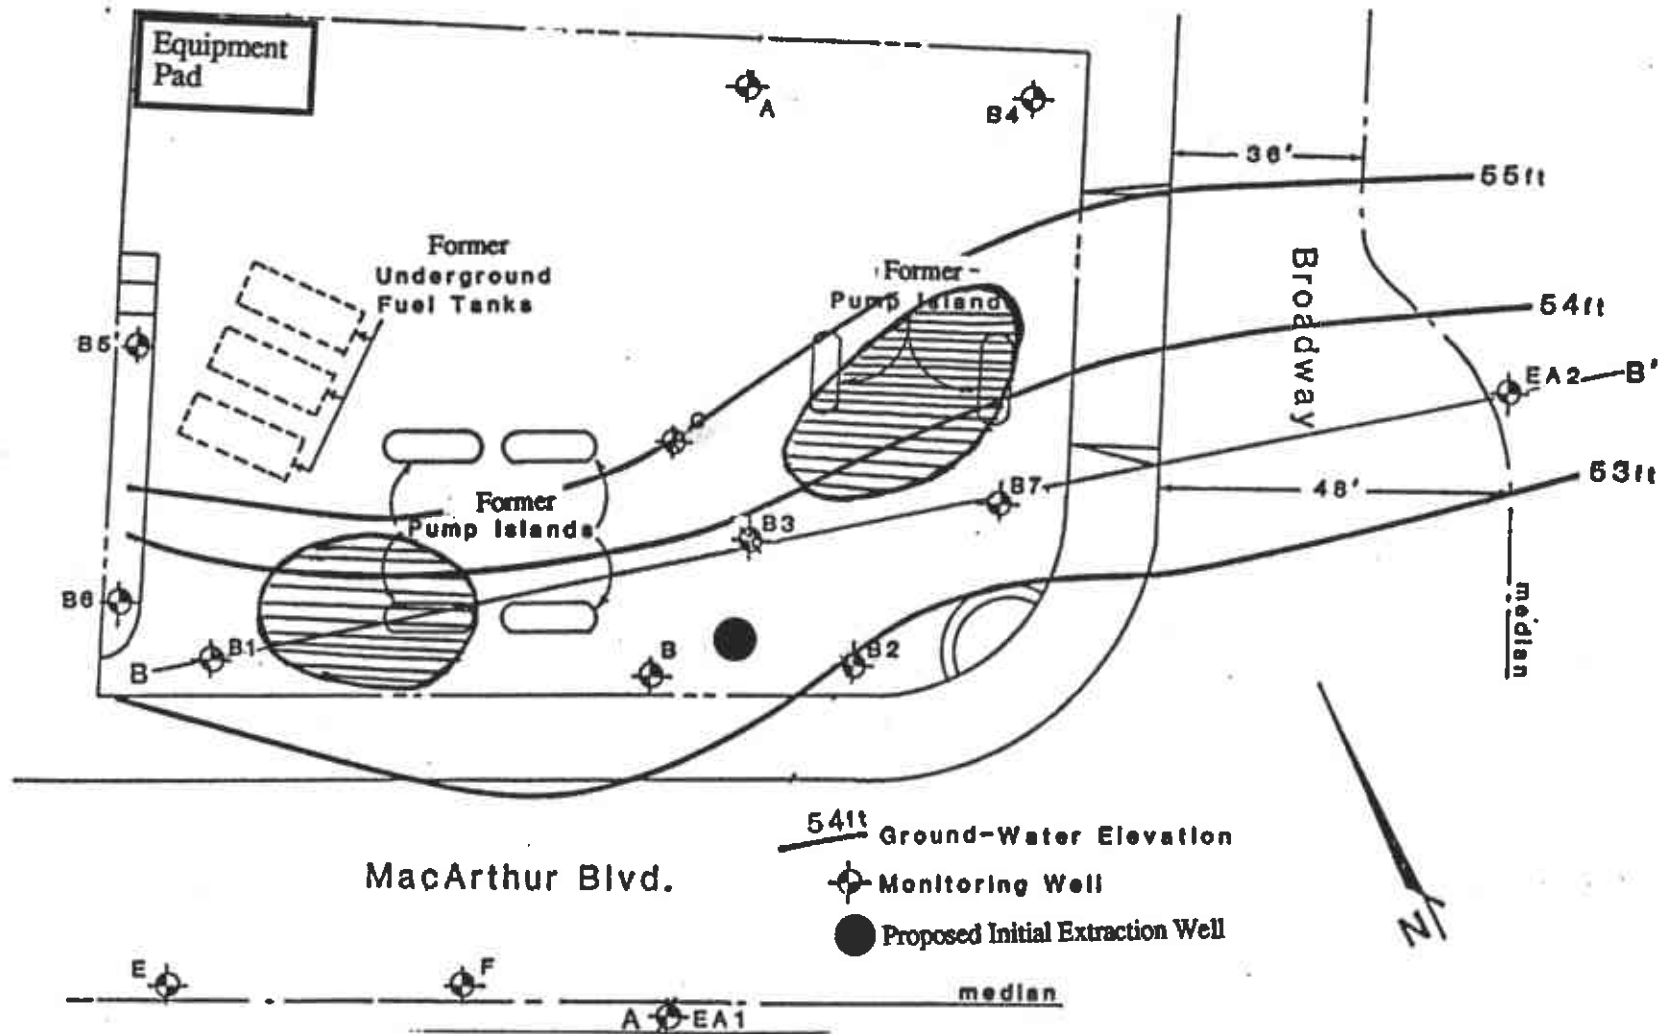 Equipment
Pad
A
B4
36'
55ft
Former
Underground
Fuel Tanks
Former
Pump Island
Broadway
54ft
B5
EA2
B'
C
53ft
48'
B7
Former
Pump Islands
B3
B6
median
B1
B
B
B2
54ft
Ground-Water Elevation
MacArthur Blvd.
Monitoring Well
Proposed Initial Extraction Well
N
E
F
median
A
EA1